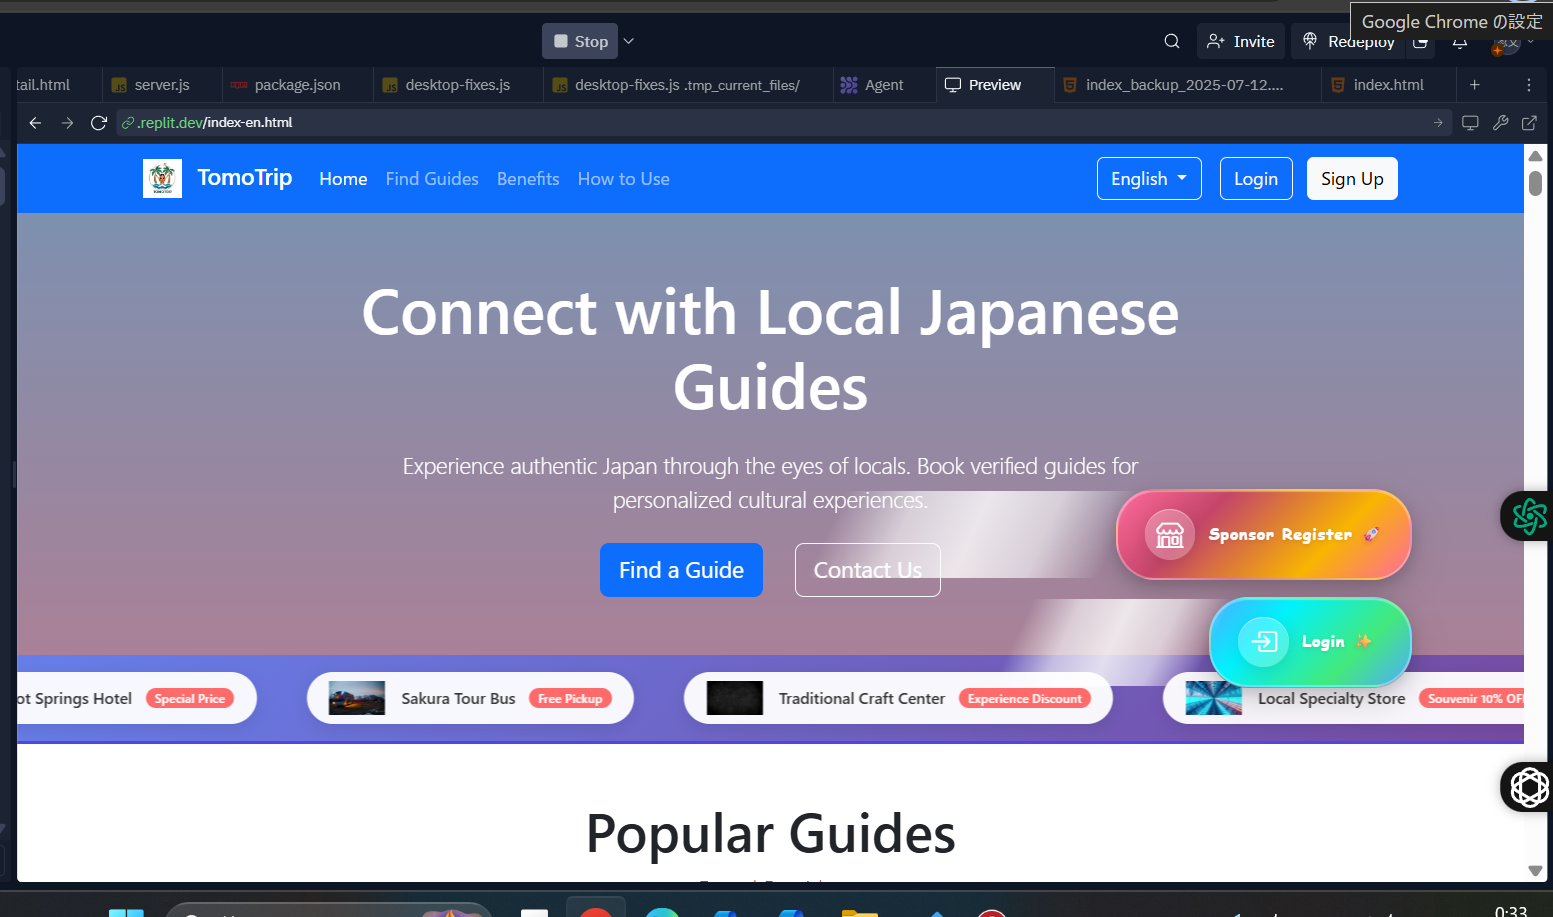 Google Chrome の設定
Stop
Invite
Redeploy
tail.html
server.js
package.json
desktop-fixes.js
desktop-fixes.js .tmp_current_files/
Agent
Preview
index_backup_2025-07-12....
index.html
.replit.dev/index-en.html
TOMOTRIP
TomoTrip
Home
Find Guides
Benefits
How to Use
English
Login
Sign Up
Connect with Local Japanese
Guides
Experience authentic Japan through the eyes of locals. Book verified guides for
personalized cultural experiences.
Find a Guide
Contact Us
Sponsor Register 🚀
Login ✨
ot Springs Hotel
Special Price
Sakura Tour Bus
Free Pickup
Traditional Craft Center
Experience Discount
Local Specialty Store
Souvenir 10% OFF
Popular Guides
0:33